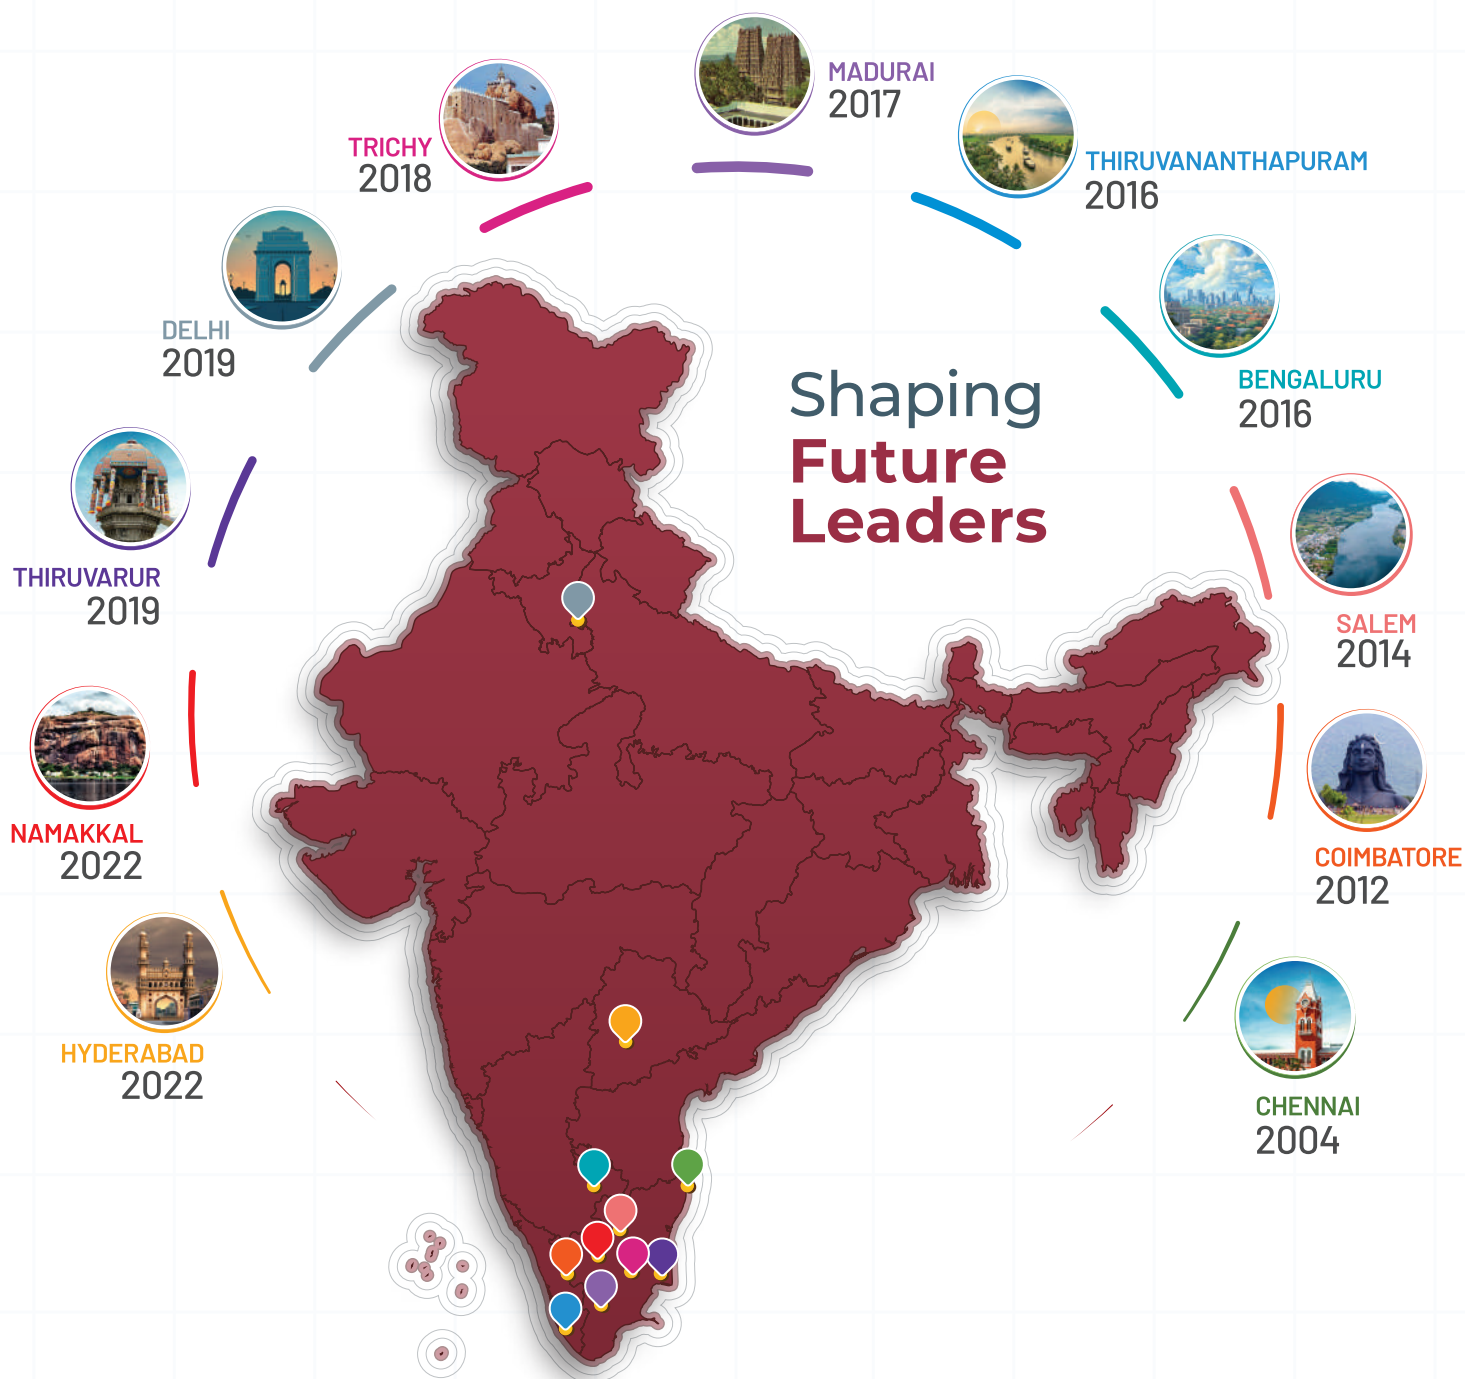 MADURAI
2017
THIRUVANANTHAPURAM
2016
BENGALURU
2016
SALEM
2014
COIMBATORE
2012
CHENNAI
2004
TRICHY
2018
DELHI
2019
THIRUVARUR
2019
NAMAKKAL
2022
HYDERABAD
2022
Shaping
Future
Leaders